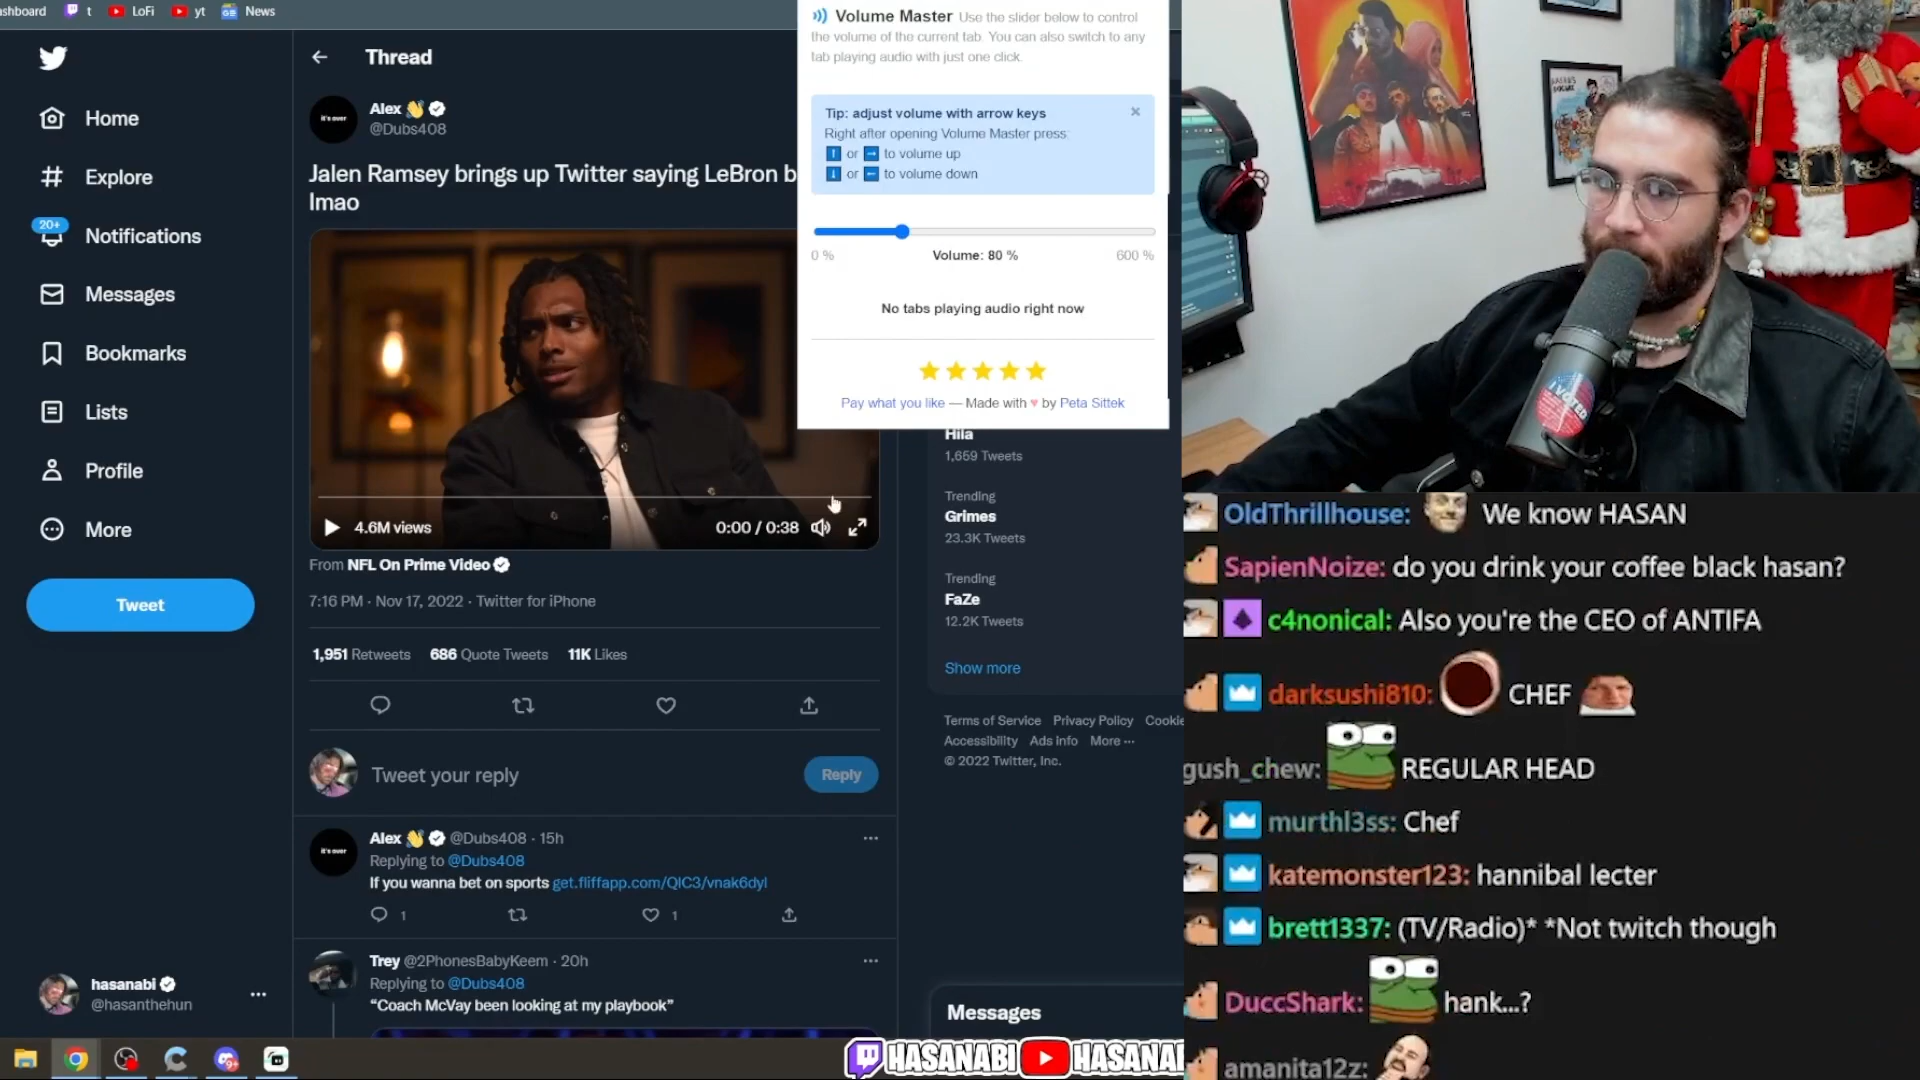 ashboard
t
LoFi
yt
News
Home
Explore
20+
Notifications
Messages
Bookmarks
Lists
Profile
More
Tweet
hasanabi
@hasanthehun
Thread
Alex
@Dubs408
Jalen Ramsey brings up Twitter saying LeBron b
lmao
4.6M views
0:00 / 0:38
From NFL On Prime Video
7:16 PM · Nov 17, 2022 · Twitter for iPhone
1,951 Retweets 686 Quote Tweets 11K Likes
Tweet your reply
Reply
it's over
Alex @Dubs408 · 15h
Replying to @Dubs408
If you wanna bet on sports get.fliffapp.com/QIC3/vnak6dyl
1 1
Trey @2PhonesBabyKeem · 20h
Replying to @Dubs408
“Coach McVay been looking at my playbook”
Volume Master Use the slider below to control
the volume of the current tab. You can also switch to any
tab playing audio with just one click.
Tip: adjust volume with arrow keys
Right after opening Volume Master press:
or to volume up
or to volume down
0 % Volume: 80 % 600 %
No tabs playing audio right now
Pay what you like — Made with ♥ by Peta Sittek
Hila
1,659 Tweets
Trending
Grimes
23.3K Tweets
Trending
FaZe
12.2K Tweets
Show more
Terms of Service Privacy Policy Cookie
Accessibility Ads Info More ···
© 2022 Twitter, Inc.
Messages
HASANABI HASANAI
I VOTED
OldThrillhouse: We know HASAN
SapienNoize: do you drink your coffee black hasan?
c4nonical: Also you're the CEO of ANTIFA
darksushi810: CHEF
gush_chew: REGULAR HEAD
murthl3ss: Chef
katemonster123: hannibal lecter
brett1337: (TV/Radio)* *Not twitch though
DuccShark: hank...?
amanita12z: